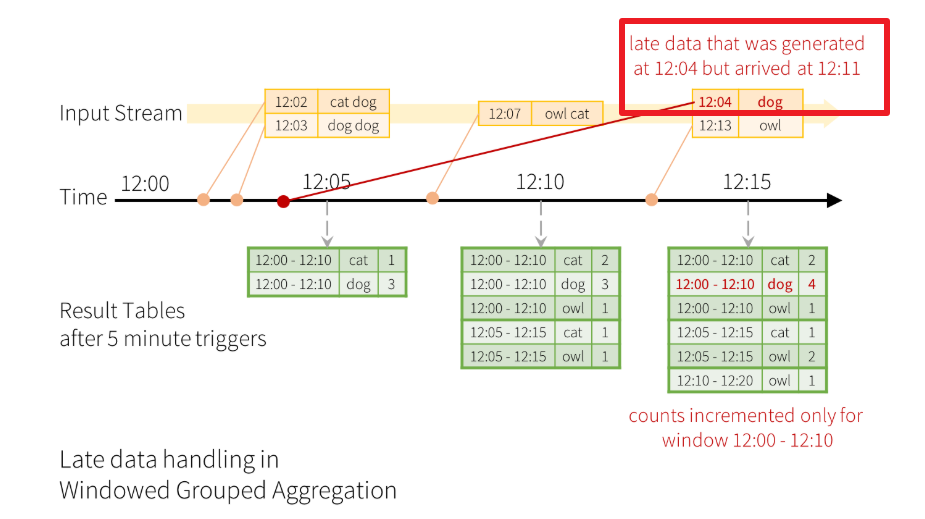 late data that was generated
at 12:04 but arrived at 12:11
Input Stream
12:02 cat dog
12:03 dog dog
12:07 owl cat
12:04 dog
12:13 owl
Time
12:00
12:05
12:10
12:15
12:00 - 12:10 cat 1
12:00 - 12:10 dog 3
12:00 - 12:10 cat 2
12:00 - 12:10 dog 3
12:00 - 12:10 owl 1
12:05 - 12:15 cat 1
12:05 - 12:15 owl 1
12:00 - 12:10 cat 2
12:00 - 12:10 dog 4
12:00 - 12:10 owl 1
12:05 - 12:15 cat 1
12:05 - 12:15 owl 2
12:10 - 12:20 owl 1
Result Tables
after 5 minute triggers
counts incremented only for
window 12:00 - 12:10
Late data handling in
Windowed Grouped Aggregation